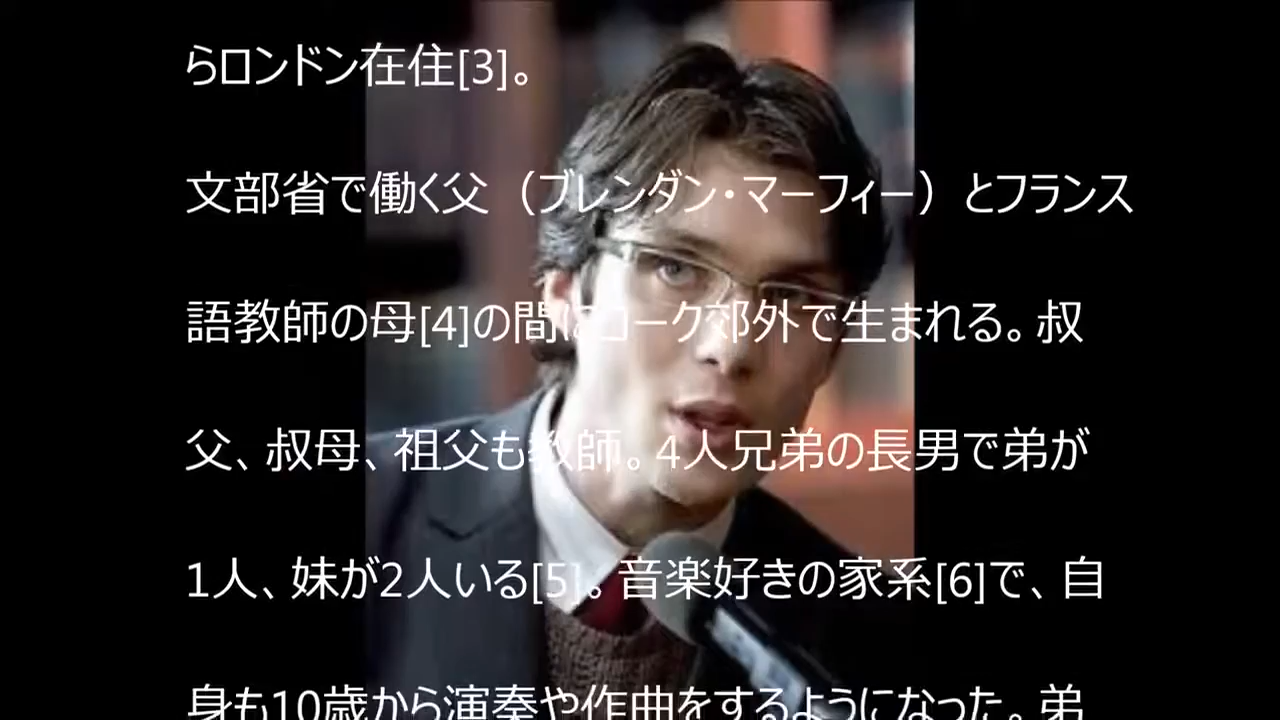 らロンドン在住[3]。
文部省で働く父（ブレンダン・マーフィー）とフランス
語教師の母[4]の間にコーク郊外で生まれる。叔
父、叔母、祖父も教師。4人兄弟の長男で弟が
1人、妹が2人いる[5]。音楽好きの家系[6]で、自
身も10歳から演奏や作曲をするようになった。弟